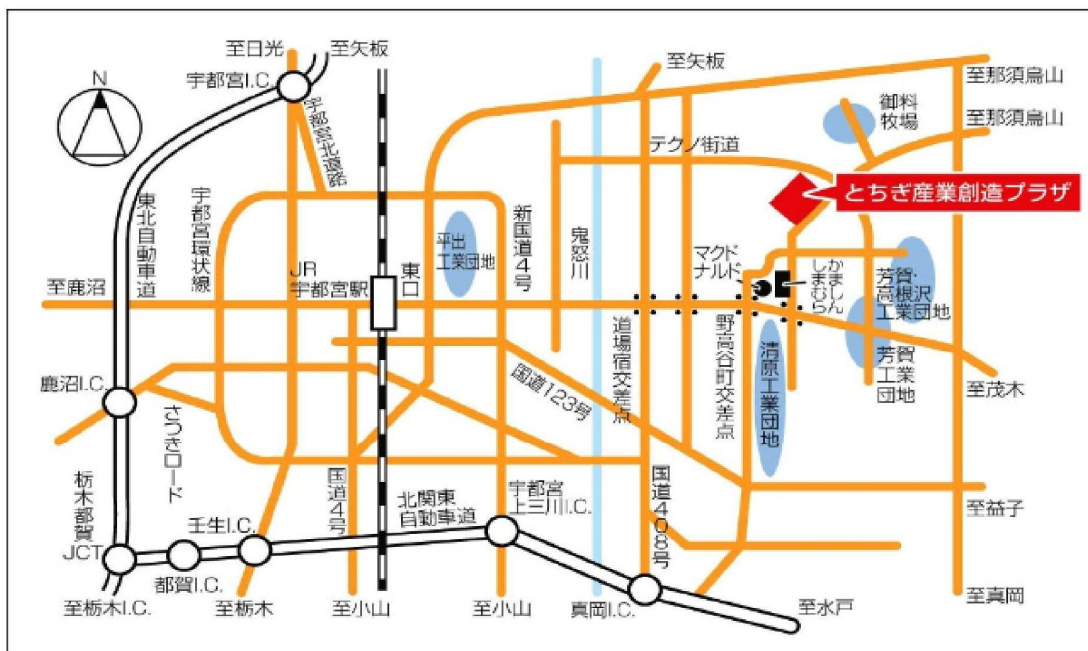 至日光
至矢板
宇都宮I.C.
N
宇都宮北道路
至矢板
至那須烏山
御料
牧場
至那須烏山
テクノ街道
とちぎ産業創造プラザ
東北自動車道
宇都宮環状線
平出
工業団地
新国道4号
鬼怒川
マクド
ナルド
かましん
しまむら
芳賀・
高根沢
工業団地
至鹿沼
JR
宇都宮駅
東口
道場宿交差点
野高谷町交差点
清原工業団地
芳賀
工業
団地
至茂木
鹿沼I.C.
さつきロード
国道123号
栃木都賀
JCT
壬生I.C.
都賀I.C.
国道4号
北関東
自動車道
宇都宮
上三川I.C.
国道408号
至益子
至栃木I.C.
至栃木
至小山
至小山
真岡I.C.
至水戸
至真岡